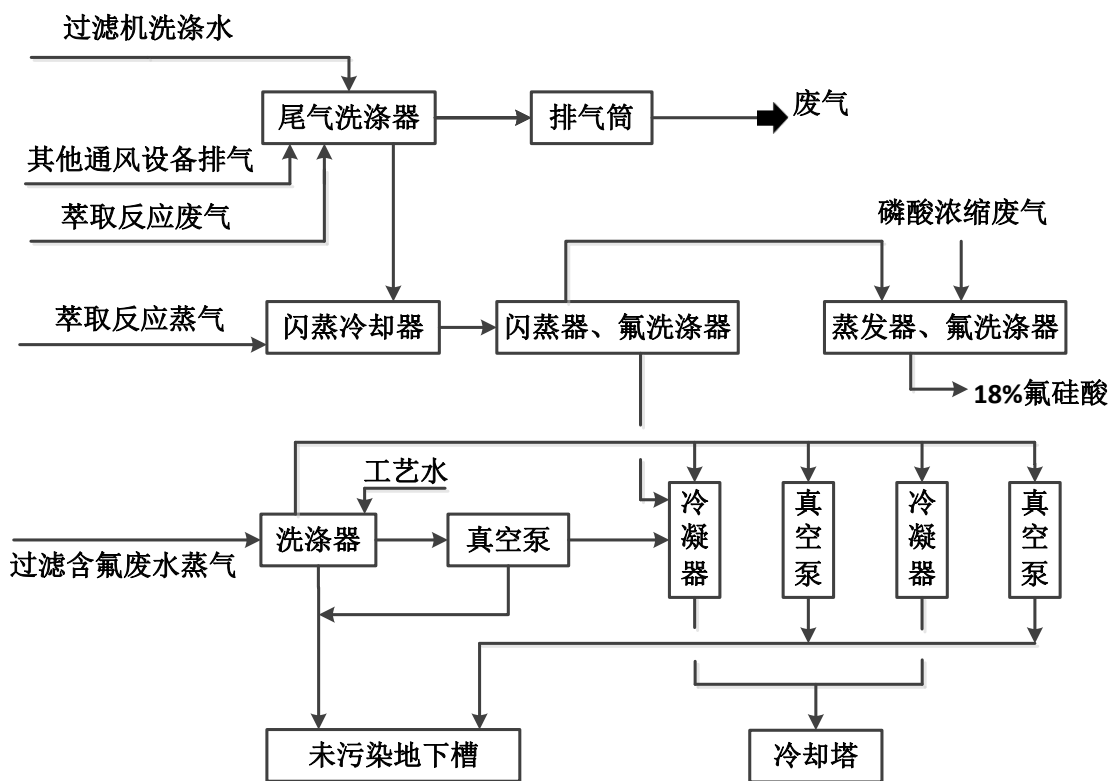 过滤机洗涤水
尾气洗涤器
排气筒
废气
其他通风设备排气
萃取反应废气
磷酸浓缩废气
萃取反应蒸气
闪蒸冷却器
闪蒸器、氟洗涤器
蒸发器、氟洗涤器
18%氟硅酸
工艺水
过滤含氟废水蒸气
洗涤器
真空泵
冷凝器
真空泵
冷凝器
真空泵
未污染地下槽
冷却塔